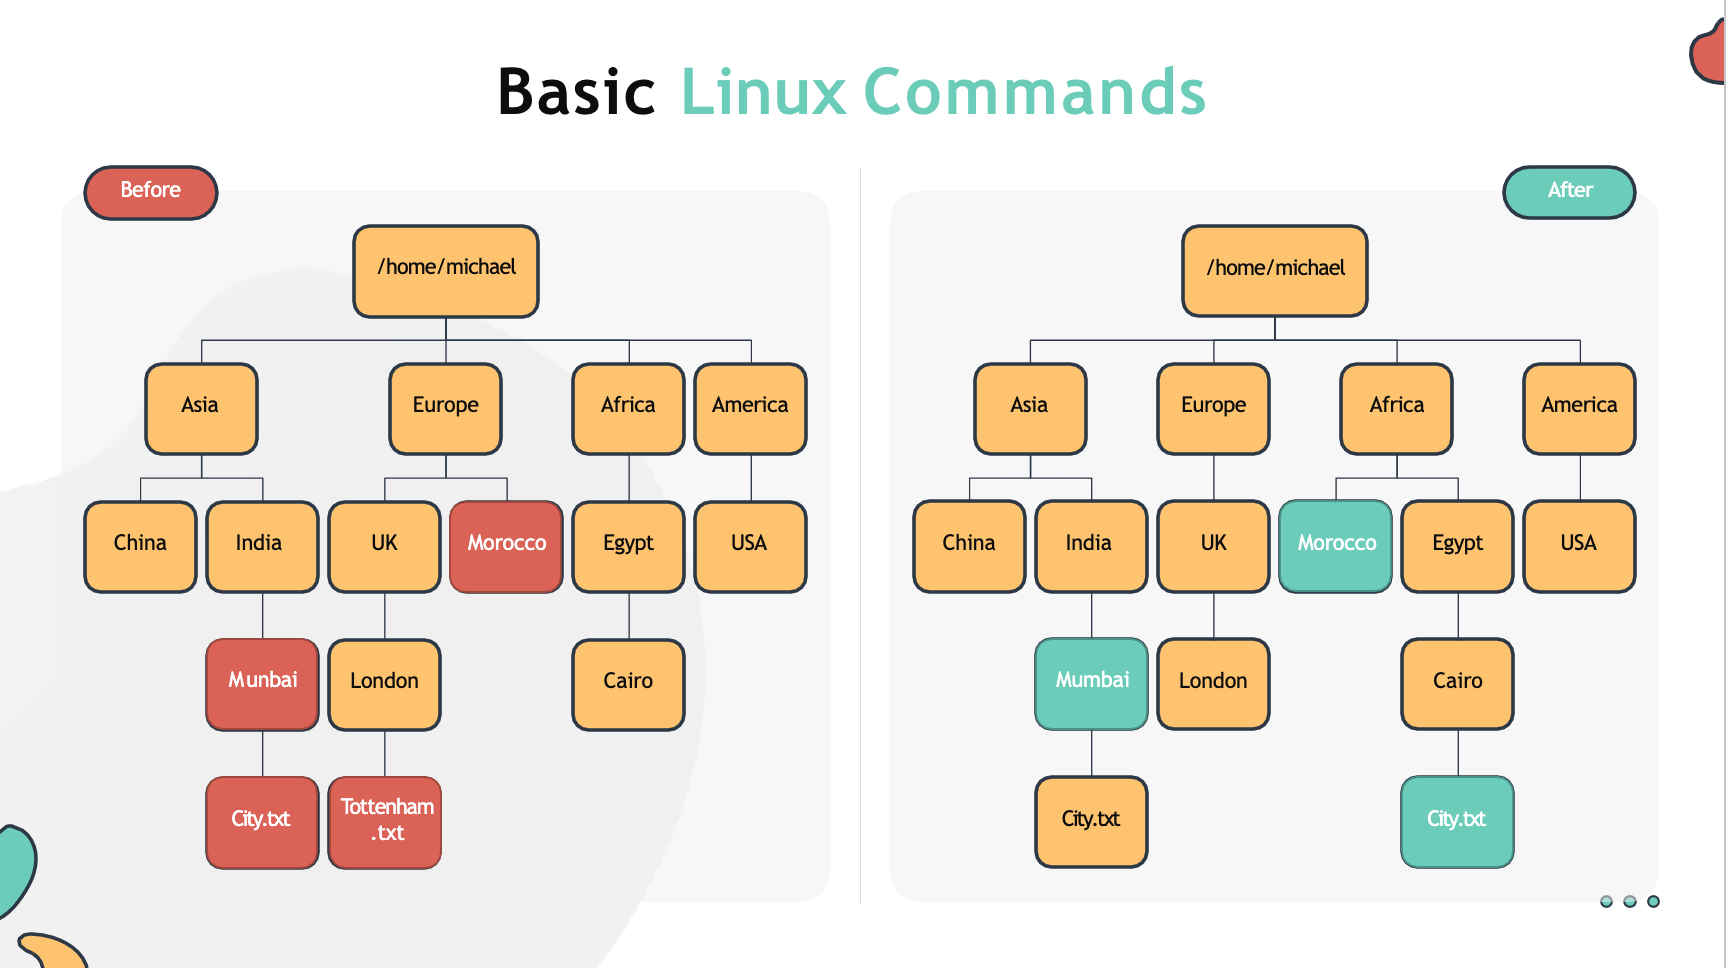 Basic Linux Commands
Before
/home/michael
Asia
Europe
Africa
America
China
India
UK
Morocco
Egypt
USA
Munbai
London
Cairo
City.txt
Tottenham
.txt
After
/home/michael
Asia
Europe
Africa
America
China
India
UK
Morocco
Egypt
USA
Mumbai
London
Cairo
City.txt
City.txt